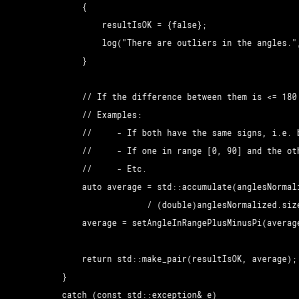 {
resultIsOK = {false};
log("There are outliers in the angles.",
}
// If the difference between them is <= 180
// Examples:
// - If both have the same signs, i.e.
// - If one in range [0, 90] and the
// - Etc.
auto average = std::accumulate(anglesNormali
/ (double)anglesNormalized.size
average = setAngleInRangePlusMinusPi(average
return std::make_pair(resultIsOK, average);
}
catch (const std::exception& e)